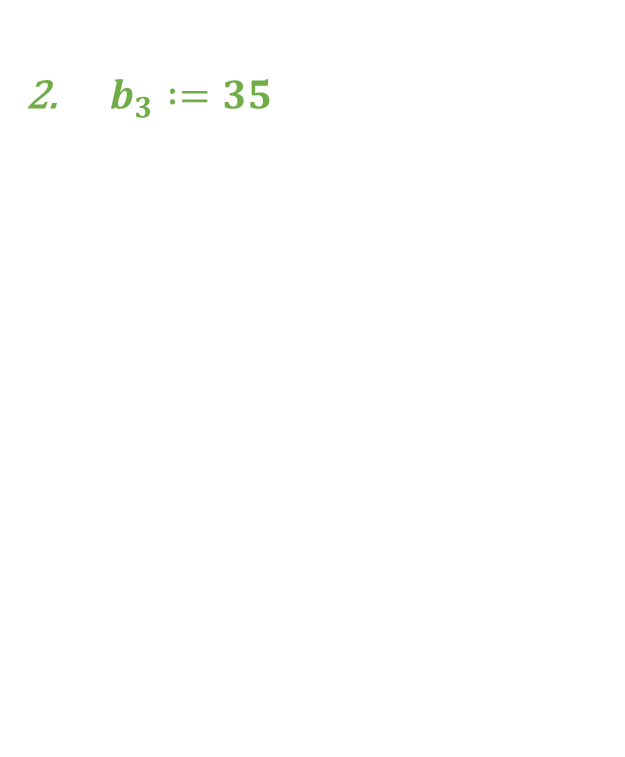 2. b₃ := 35